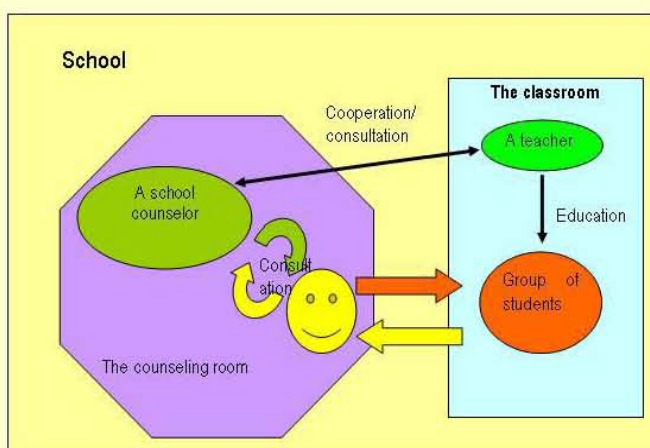 School
The classroom
Cooperation/
consultation
A teacher
A school
counselor
Education
Consult
ation
Group of
students
The counseling room